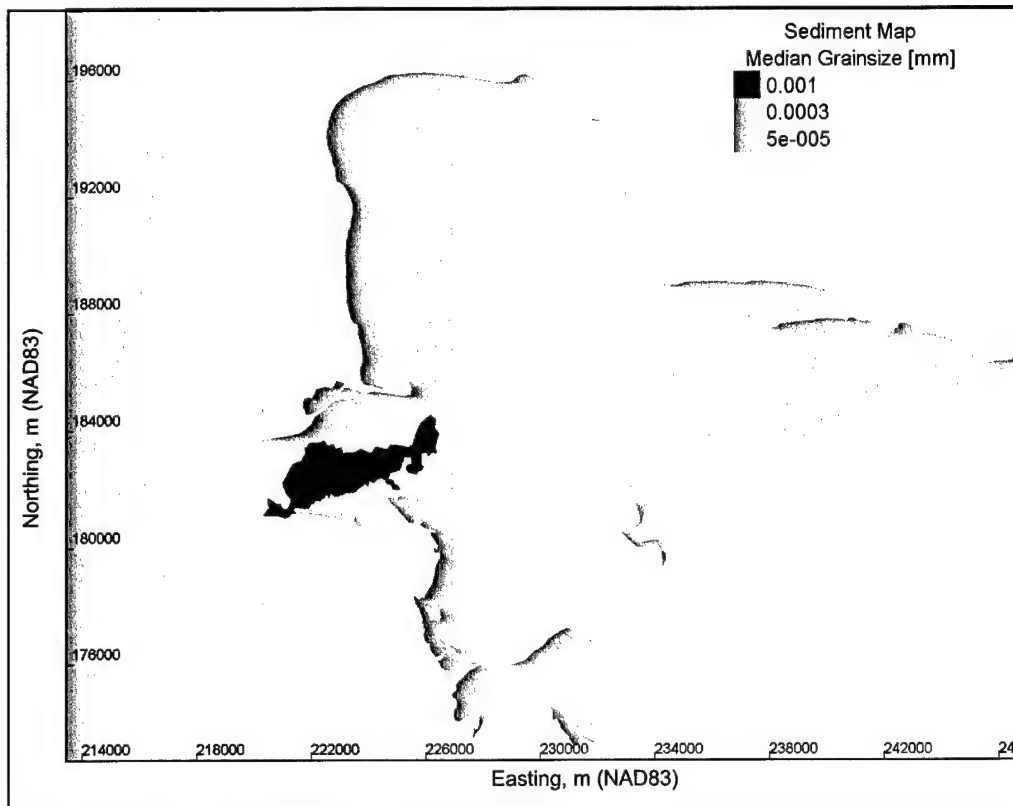 Sediment Map
Median Grainsize [mm]
0.001
0.0003
5e-005
196000
192000
188000
184000
180000
176000
Northing, m (NAD83)
214000 218000 222000 226000 230000 234000 238000 242000 24
Easting, m (NAD83)